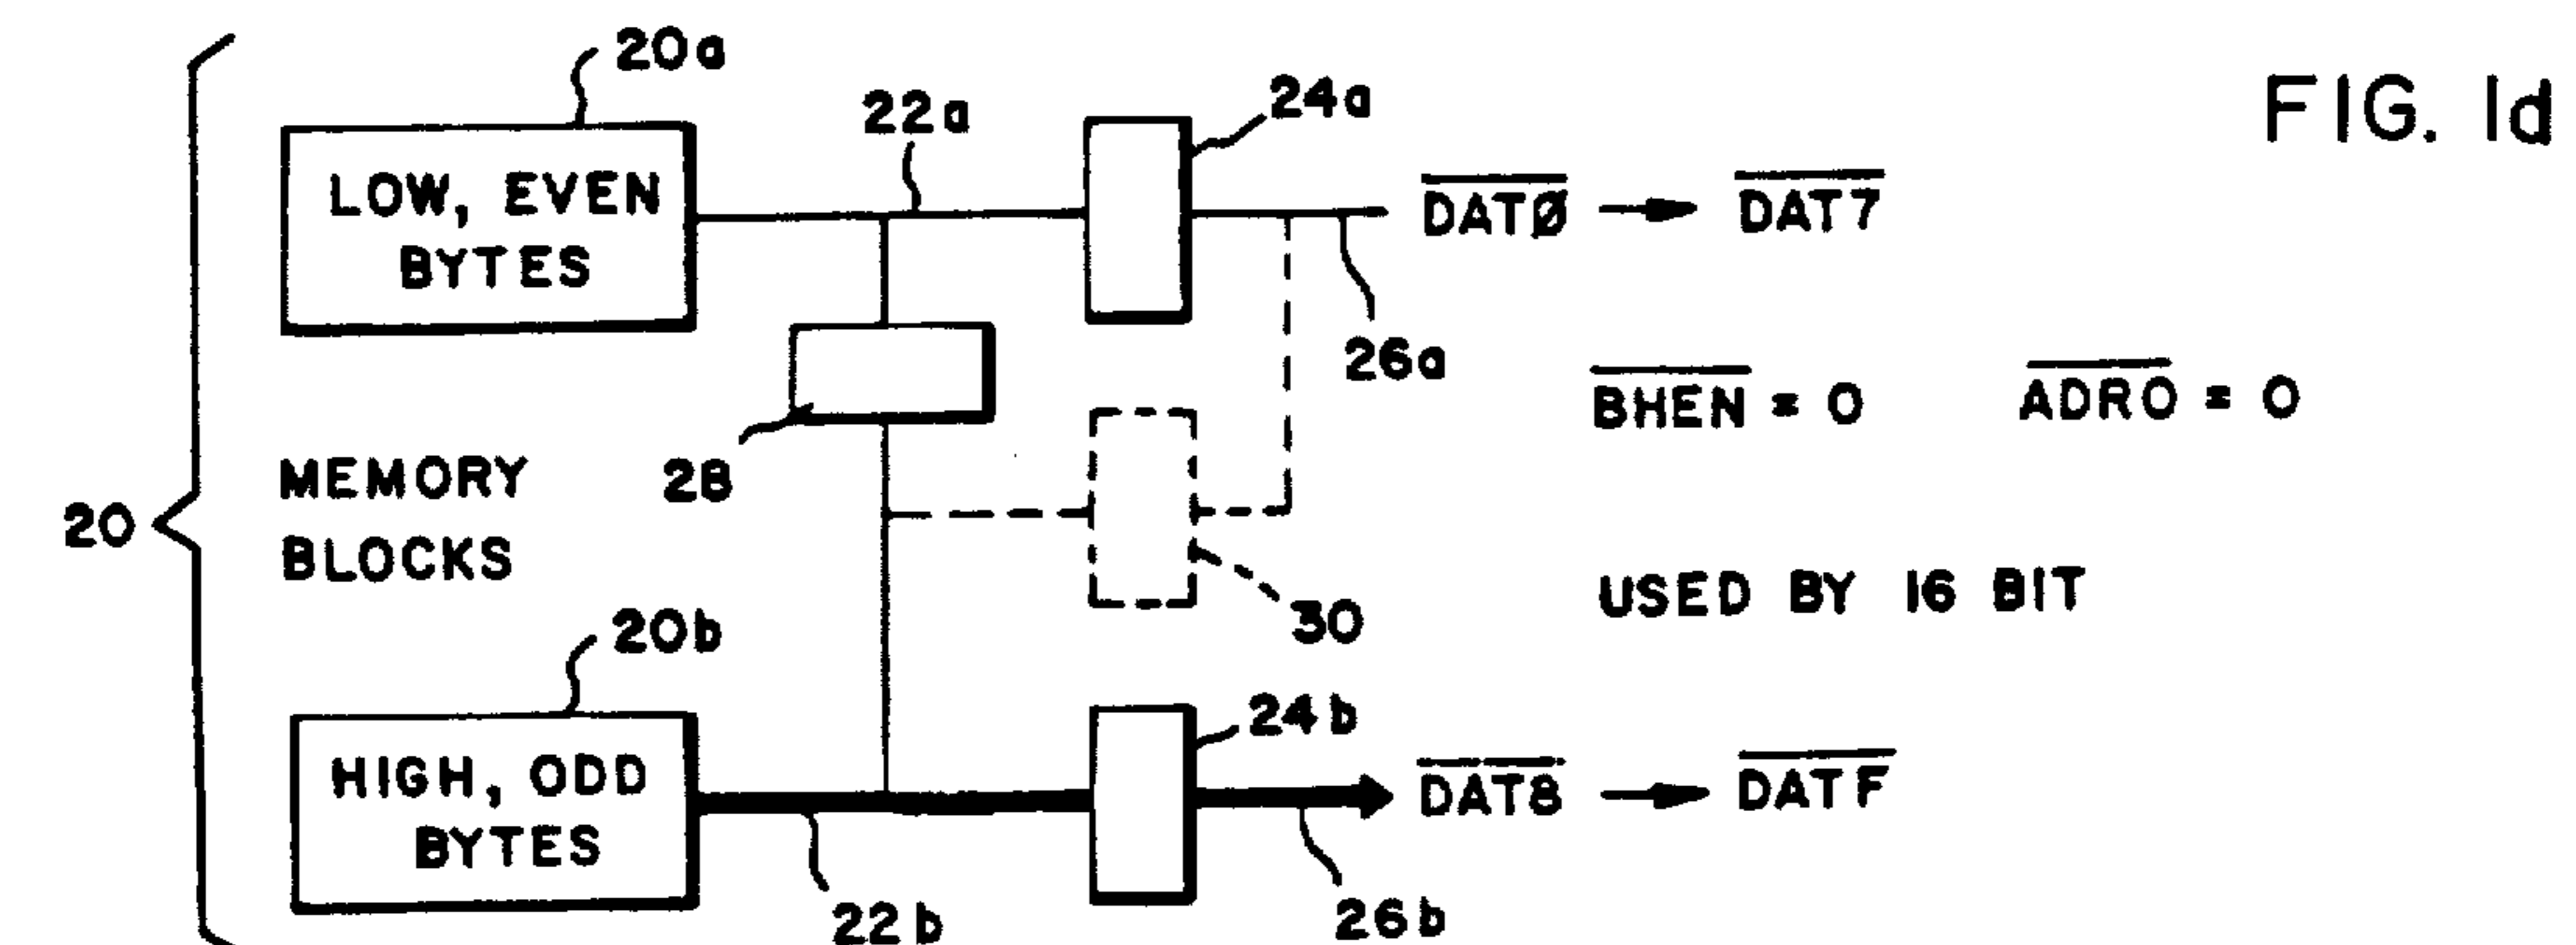 FIG. 1d
20a
22a
24a
LOW, EVEN
BYTES
DAT0̸ → DAT7
26a
BHEN = 0 ADRO = 0
28
20
MEMORY
BLOCKS
30
USED BY 16 BIT
20b
24b
HIGH, ODD
BYTES
DAT8 → DATF
22b
26b